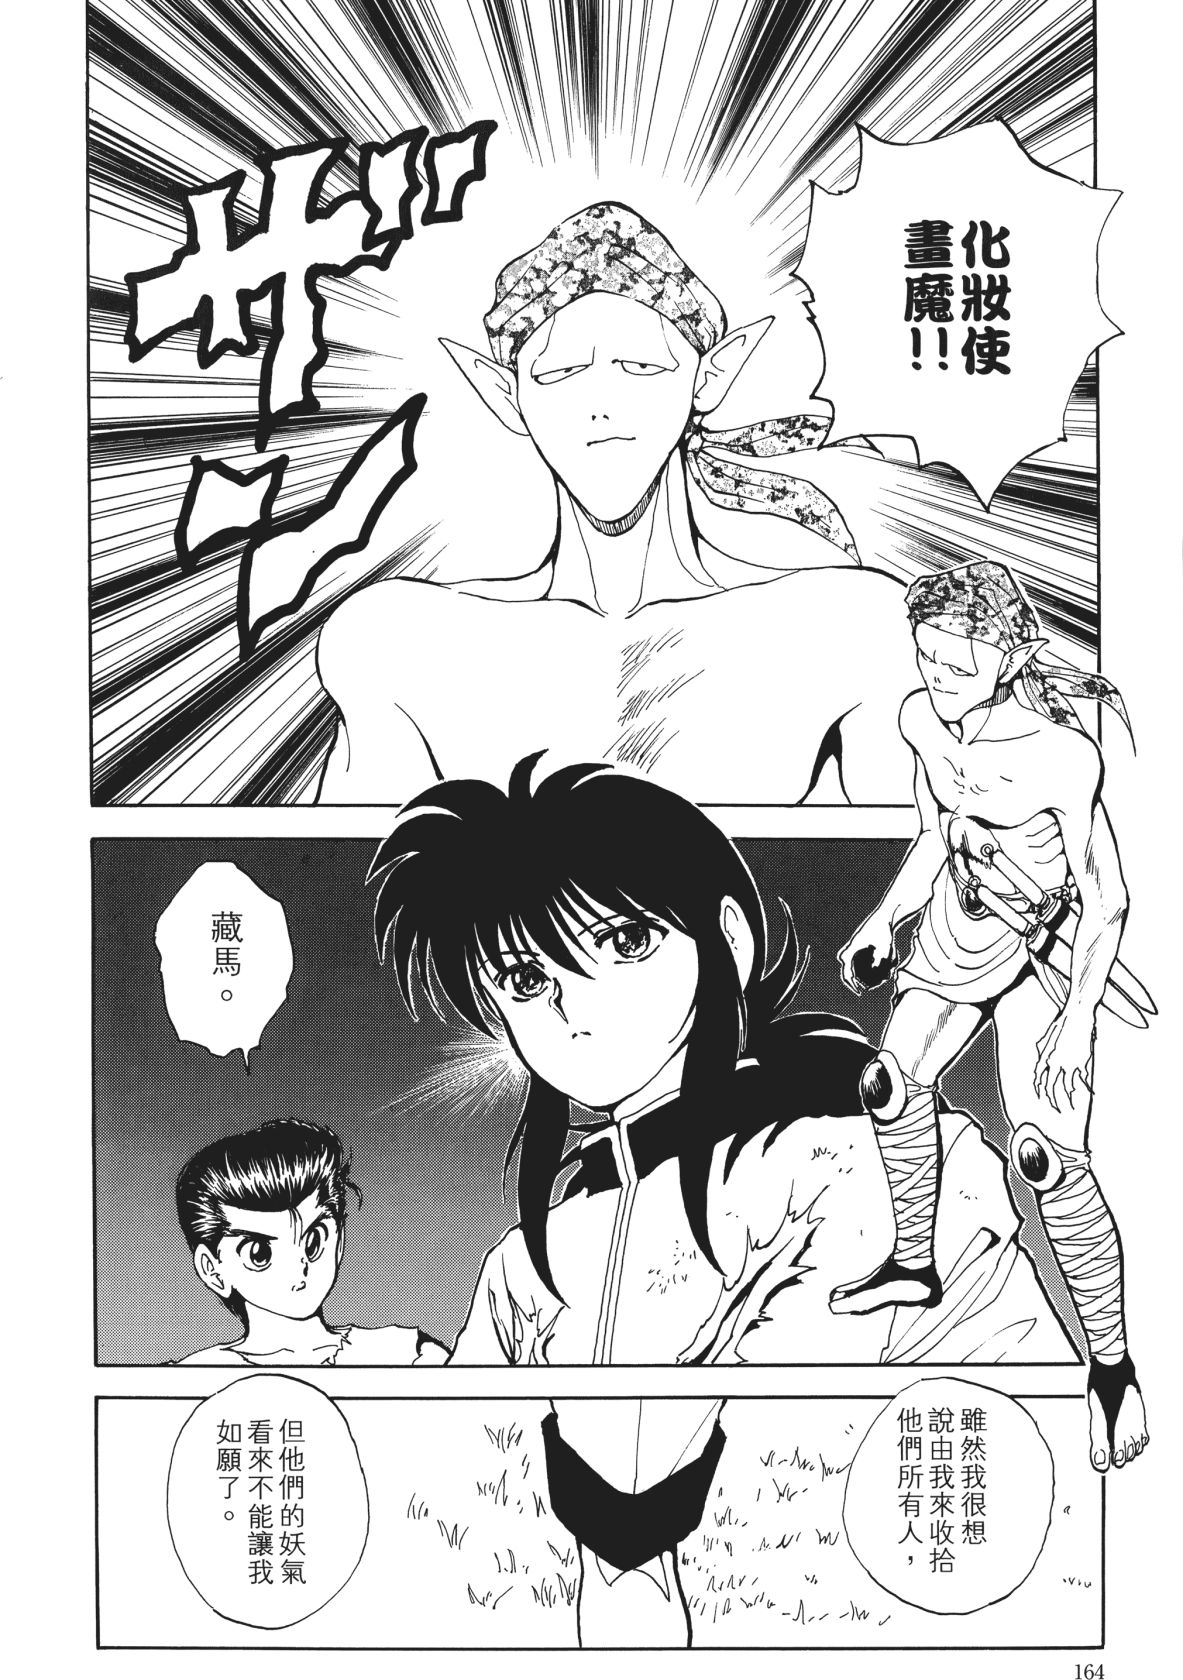 化妝使
畫魔!!
ザンッ
藏馬。
雖然我很想
說由我來收拾
他們所有人，
但他們的妖氣
看來不能讓我
如願了。
164